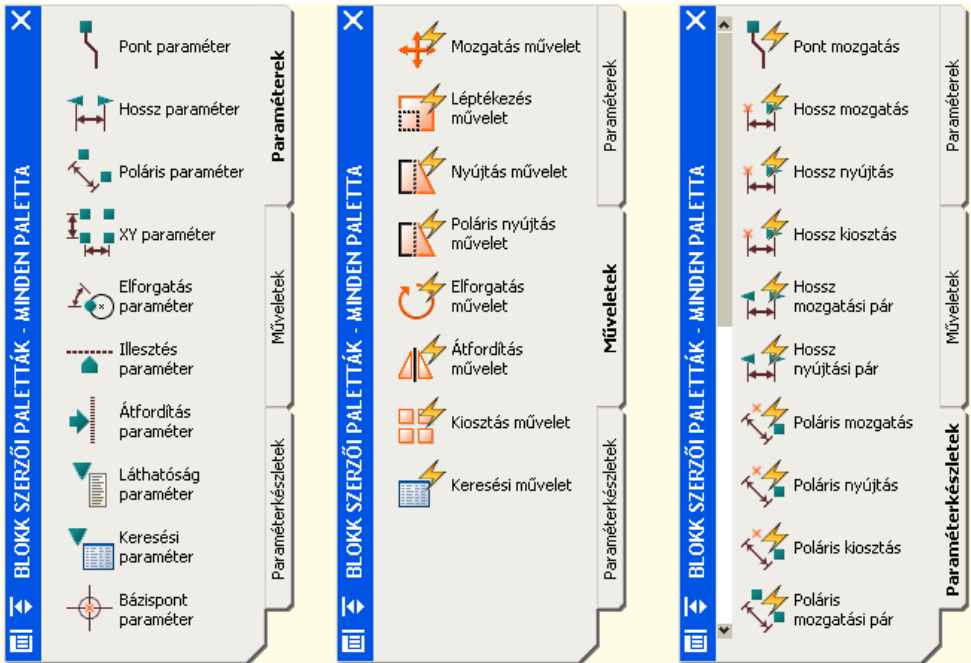 BLOKK SZERZŐI PALETTÁK - MINDEN PALETTA
Pont paraméter
Hossz paraméter
Poláris paraméter
XY paraméter
Elforgatás
paraméter
Illesztés
paraméter
Átfordítás
paraméter
Láthatóság
paraméter
Keresési
paraméter
Bázispont
paraméter
Paraméterek
Műveletek
Paraméterkészletek
BLOKK SZERZŐI PALETTÁK - MINDEN PALETTA
Mozgatás művelet
Léptékezés
művelet
Nyújtás művelet
Poláris nyújtás
művelet
Elforgatás
művelet
Átfordítás
művelet
Kiosztás művelet
Keresési művelet
Paraméterek
Műveletek
Paraméterkészletek
BLOKK SZERZŐI PALETTÁK - MINDEN PALETTA
Pont mozgatás
Hossz mozgatás
Hossz nyújtás
Hossz kiosztás
Hossz
mozgatási pár
Hossz
nyújtási pár
Poláris mozgatás
Poláris nyújtás
Poláris kiosztás
Poláris
mozgatási pár
Paraméterek
Műveletek
Paraméterkészletek